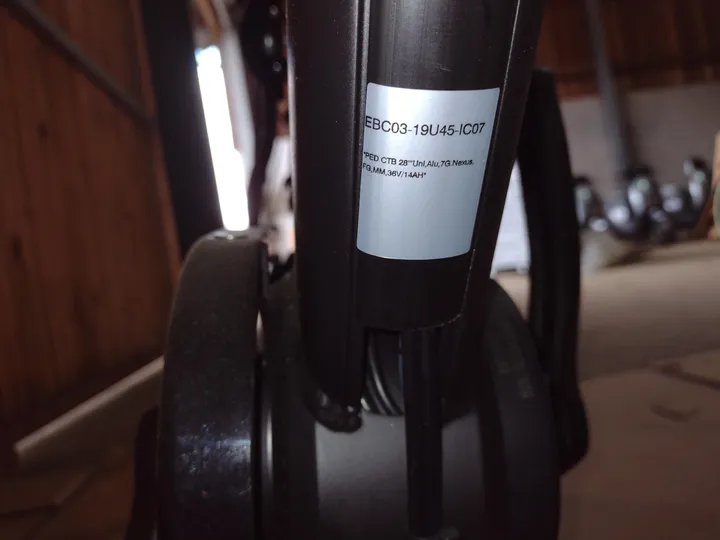 EBC03-19U45-IC07
"PED CTB 28""Uni,Alu,7G.Nexus,
FG,MM,36V/14AH"